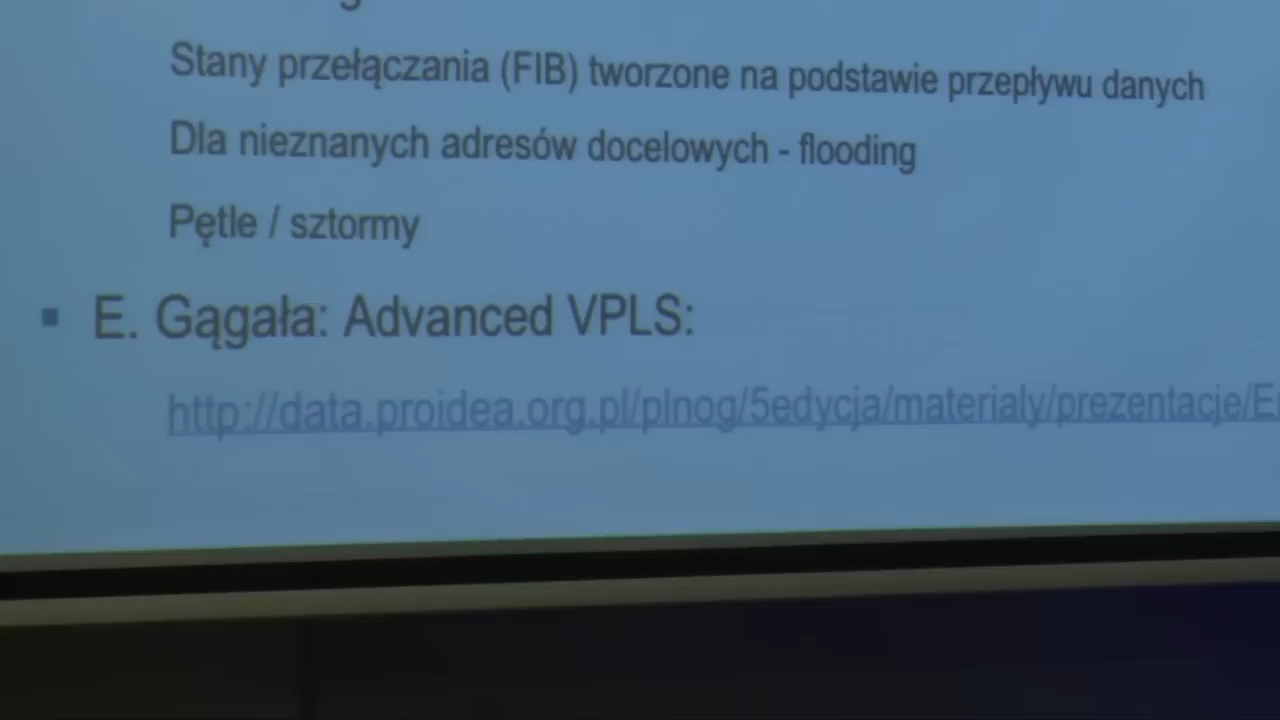 Stany przełączania (FIB) tworzone na podstawie przepływu danych
Dla nieznanych adresów docelowych - flooding
Pętle / sztormy
E. Gągała: Advanced VPLS:
http://data.proidea.org.pl/plnog/5edycja/materialy/prezentacje/E